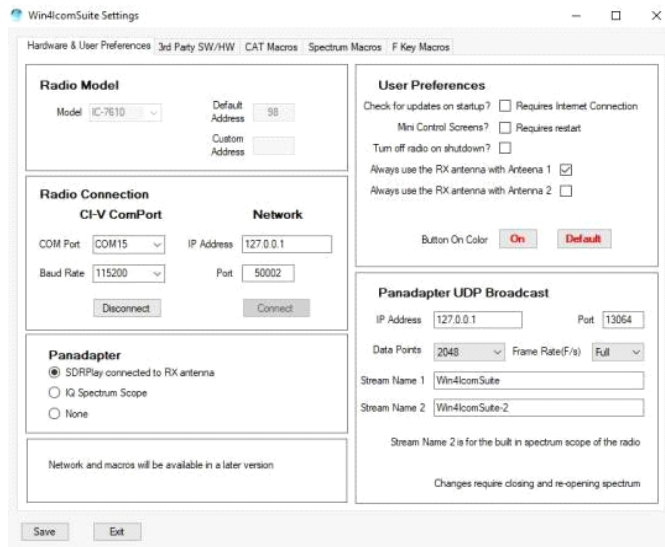 Win4IcomSuite Settings
Hardware & User Preferences 3rd Party SW/HW CAT Macros Spectrum Macros F Key Macros
Radio Model
Model IC-7610
Default Address 98
Custom Address
Radio Connection
CI-V ComPort Network
COM Port COM15 IP Address 127.0.0.1
Baud Rate 115200 Port 50002
Disconnect Connect
Panadapter
SDRPlay connected to RX antenna
IQ Spectrum Scope
None
Network and macros will be available in a later version
User Preferences
Check for updates on startup? Requires Internet Connection
Mini Control Screens? Requires restart
Turn off radio on shutdown?
Always use the RX antenna with Anteena 1
Always use the RX antenna with Antenna 2
Button On Color On Default
Panadapter UDP Broadcast
IP Address 127.0.0.1 Port 13064
Data Points 2048 Frame Rate(F/s) Full
Stream Name 1 Win4IcomSuite
Stream Name 2 Win4IcomSuite-2
Stream Name 2 is for the built in spectrum scope of the radio
Changes require closing and re-opening spectrum
Save Exit